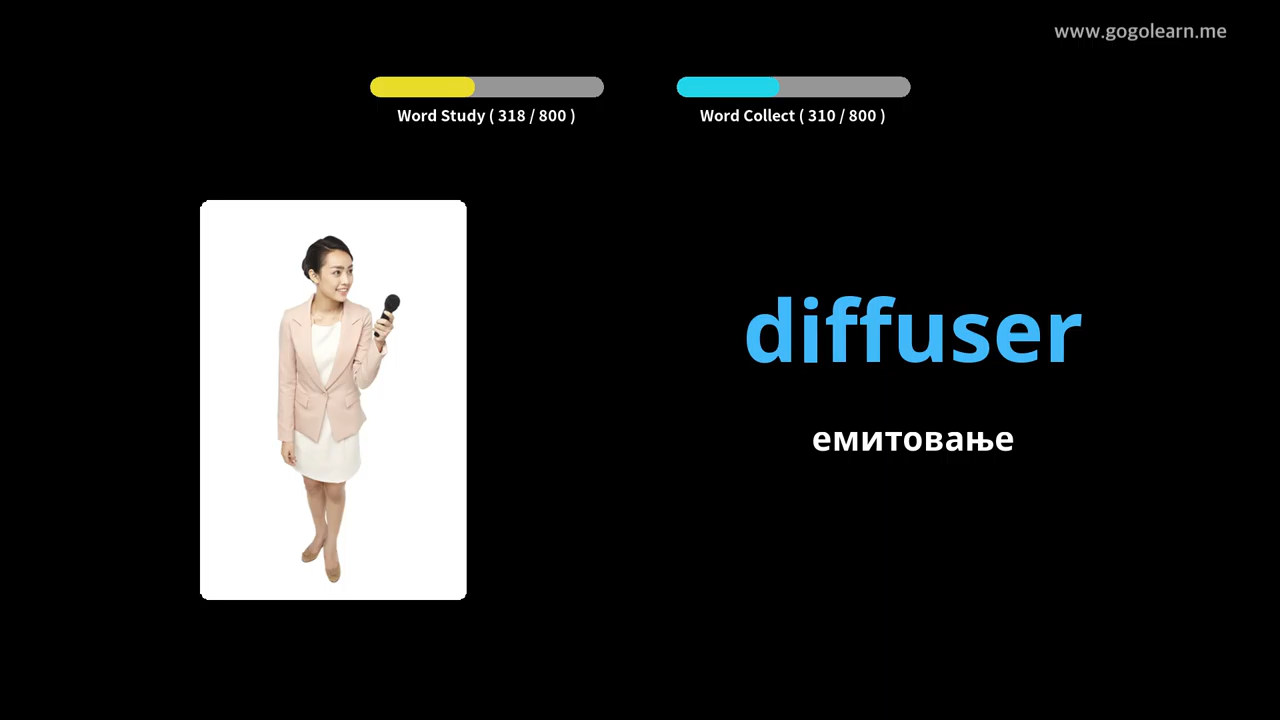 www.gogolearn.me
Word Study ( 318 / 800 )
Word Collect ( 310 / 800 )
diffuser
емитовање